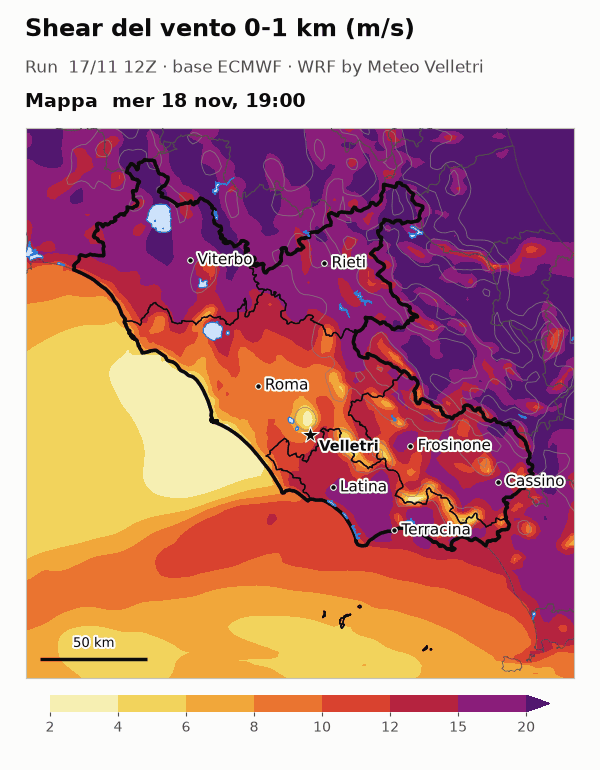 Shear del vento 0-1 km (m/s)
Run  17/11 12Z · base ECMWF · WRF by Meteo Velletri
Mappa  mer 18 nov, 19:00
Viterbo
Rieti
Roma
Velletri
Frosinone
Latina
Cassino
Terracina
50 km
2 4 6 8 10 12 15 20